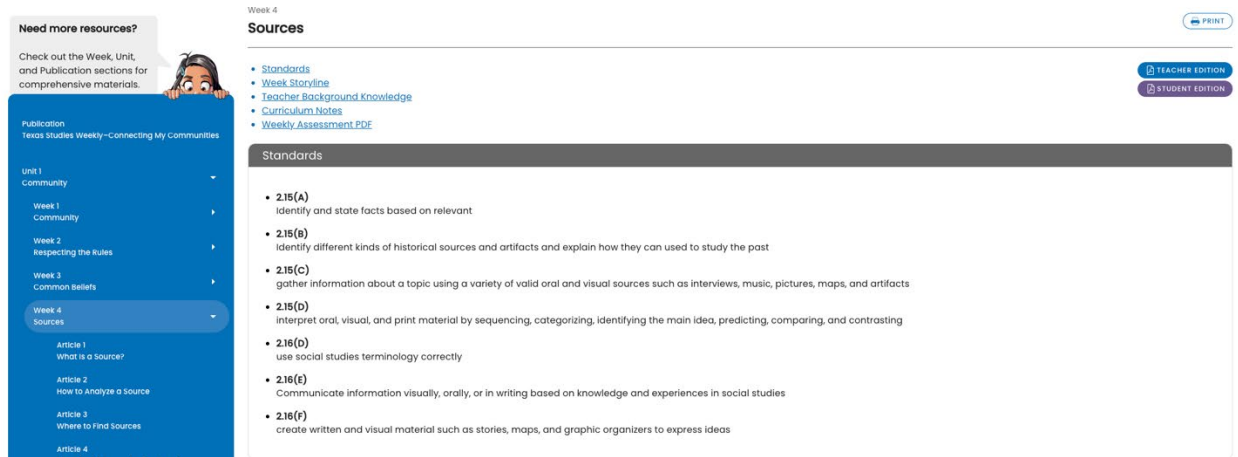 Need more resources?
Check out the Week, Unit,
and Publication sections for
comprehensive materials.
Publication
Texas Studies Weekly–Connecting My Communities
Unit 1
Community
Week 1
Community
Week 2
Respecting the Rules
Week 3
Common Beliefs
Week 4
Sources
Article 1
What is a Source?
Article 2
How to Analyze a Source
Article 3
Where to Find Sources
Article 4
Week 4
Sources
PRINT
• Standards
• Week Storyline
• Teacher Background Knowledge
• Curriculum Notes
• Weekly Assessment PDF
TEACHER EDITION
STUDENT EDITION
Standards
• 2.15(A)
Identify and state facts based on relevant
• 2.15(B)
Identify different kinds of historical sources and artifacts and explain how they can used to study the past
• 2.15(C)
gather information about a topic using a variety of valid oral and visual sources such as interviews, music, pictures, maps, and artifacts
• 2.15(D)
interpret oral, visual, and print material by sequencing, categorizing, identifying the main idea, predicting, comparing, and contrasting
• 2.16(D)
use social studies terminology correctly
• 2.16(E)
Communicate information visually, orally, or in writing based on knowledge and experiences in social studies
• 2.16(F)
create written and visual material such as stories, maps, and graphic organizers to express ideas